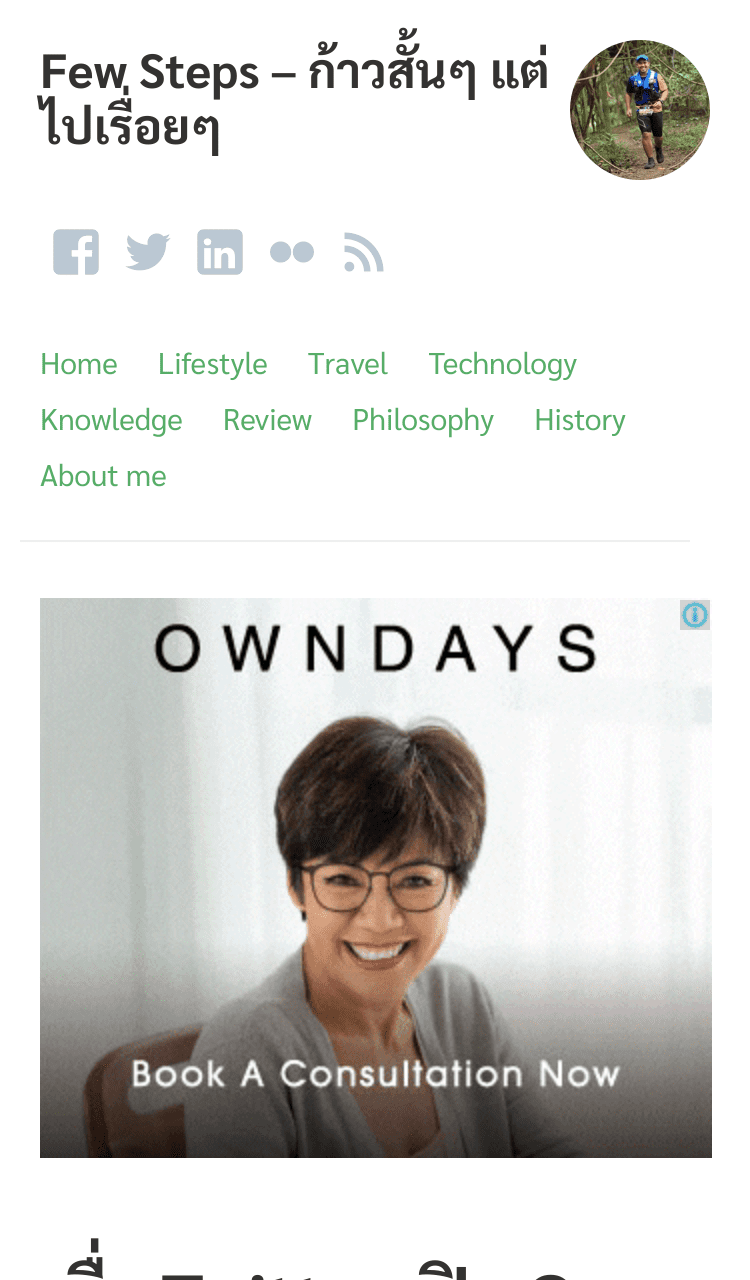 Few Steps – ก้าวสั้นๆ แต่
ไปเรื่อยๆ
Home Lifestyle Travel Technology
Knowledge Review Philosophy History
About me
OWNDAYS
Book A Consultation Now